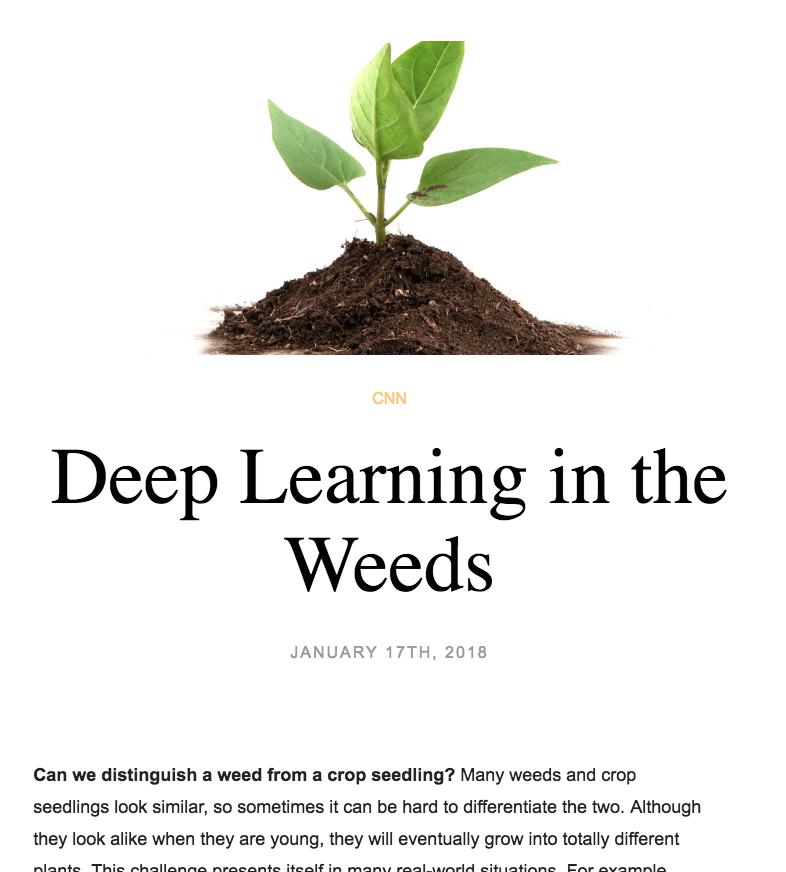 CNN
Deep Learning in the
Weeds
JANUARY 17TH, 2018
Can we distinguish a weed from a crop seedling? Many weeds and crop
seedlings look similar, so sometimes it can be hard to differentiate the two. Although
they look alike when they are young, they will eventually grow into totally different
plants. This challenge presents itself in many real-world situations. For example,